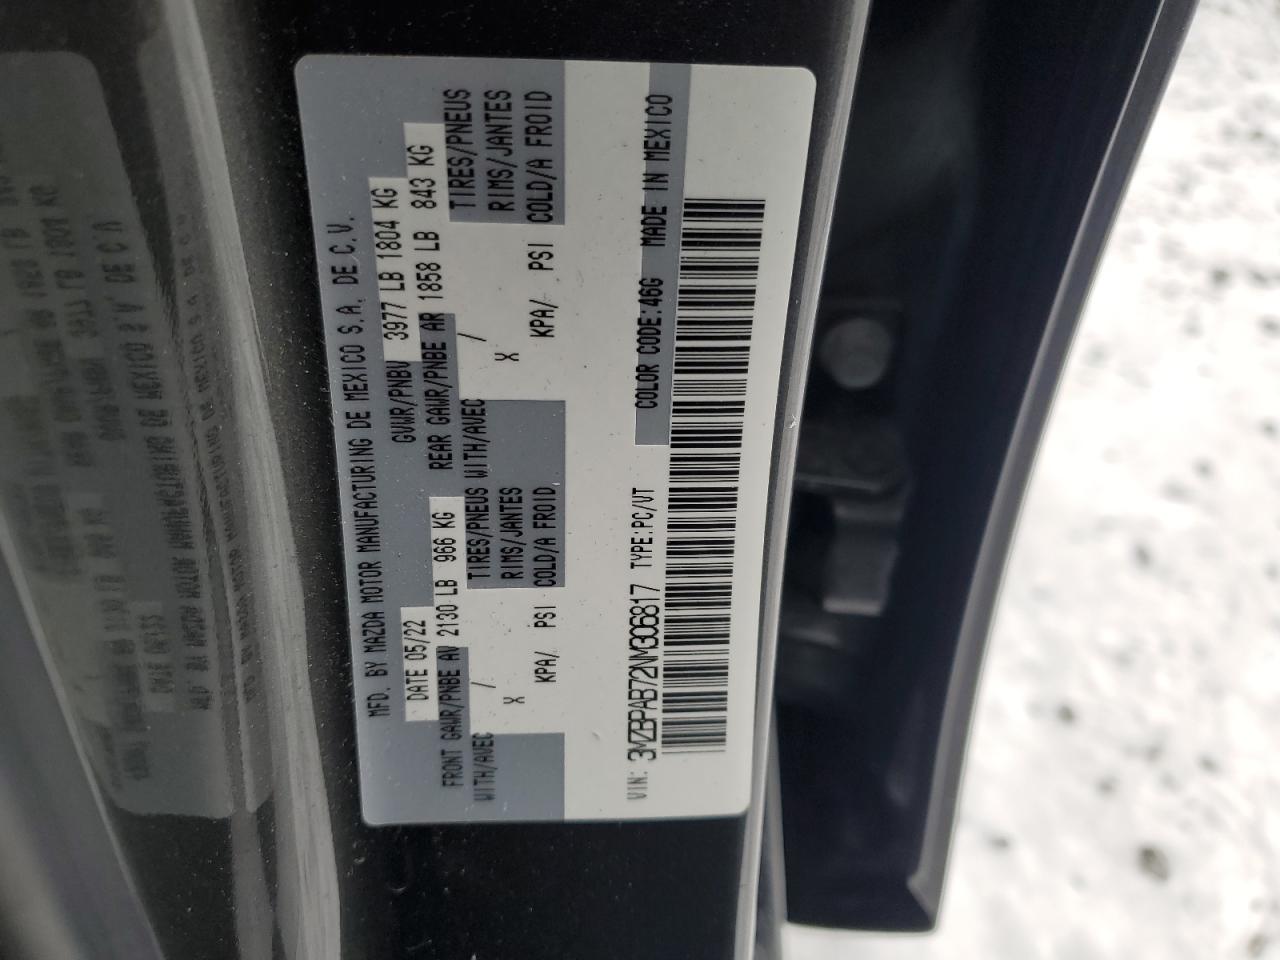 MFD. BY MAZDA MOTOR MANUFACTURING DE MEXICO S.A. DE C.V.
DATE 05/22 GVWR/PNBV 3977 LB 1804 KG
FRONT GAWR/PNBE AV 2130 LB 966 KG REAR GAWR/PNBE AR 1858 LB 843 KG
WITH/AVEC / TIRES/PNEUS WITH/AVEC / TIRES/PNEUS
X RIMS/JANTES X RIMS/JANTES
KPA/ PSI COLD/A FROID KPA/ PSI COLD/A FROID
VIN: 3MZBPAB72NM306817 TYPE:PC/VT COLOR CODE:46G MADE IN MEXICO